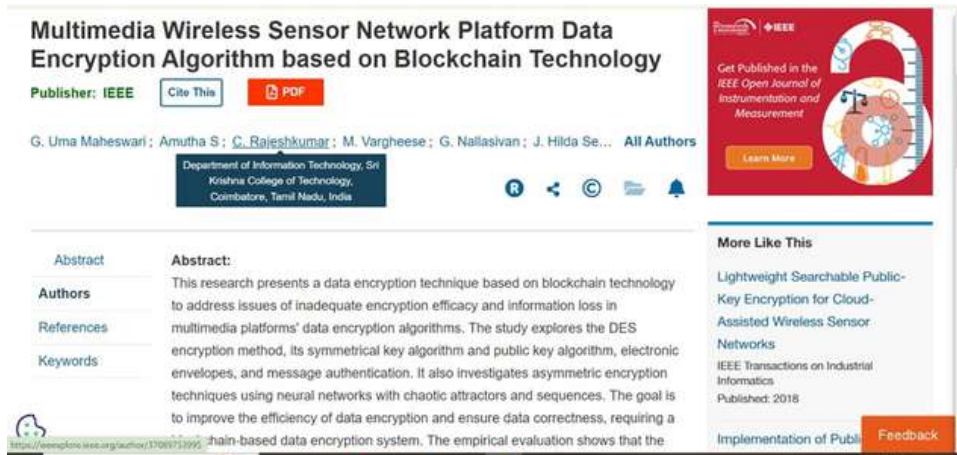 Multimedia Wireless Sensor Network Platform Data
Encryption Algorithm based on Blockchain Technology
Publisher: IEEE
Cite This
PDF
G. Uma Maheswari ; Amutha S ; C. Rajeshkumar ; M. Vargheese ; G. Nallasivan ; J. Hilda Se... All Authors
Department of Information Technology, Sri
Krishna College of Technology,
Coimbatore, Tamil Nadu, India
R
©
Abstract
Authors
References
Keywords
Abstract:
This research presents a data encryption technique based on blockchain technology
to address issues of inadequate encryption efficacy and information loss in
multimedia platforms' data encryption algorithms. The study explores the DES
encryption method, its symmetrical key algorithm and public key algorithm, electronic
envelopes, and message authentication. It also investigates asymmetric encryption
techniques using neural networks with chaotic attractors and sequences. The goal is
to improve the efficiency of data encryption and ensure data correctness, requiring a
chain-based data encryption system. The empirical evaluation shows that the
https://ieeexplore.ieee.org/author/37089753995
IEEE
Get Published in the
IEEE Open Journal of
Instrumentation and
Measurement
Learn More
More Like This
Lightweight Searchable Public-
Key Encryption for Cloud-
Assisted Wireless Sensor
Networks
IEEE Transactions on Industrial
Informatics
Published: 2018
Implementation of Publi
Feedback